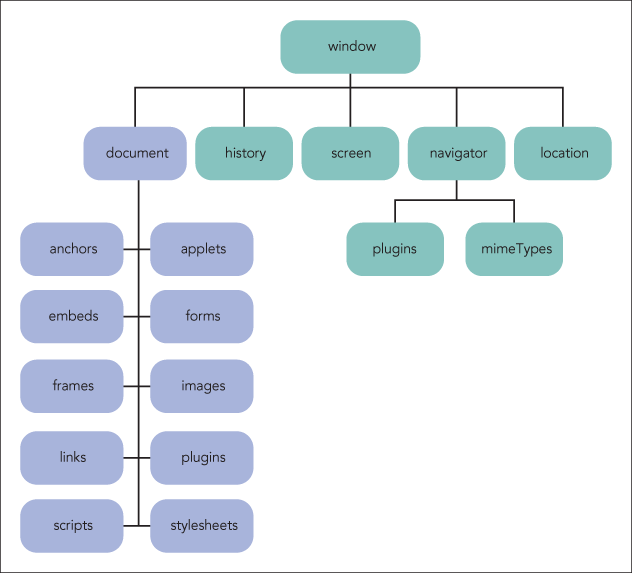 window
document
history
screen
navigator
location
plugins
mimeTypes
anchors
applets
embeds
forms
frames
images
links
plugins
scripts
stylesheets